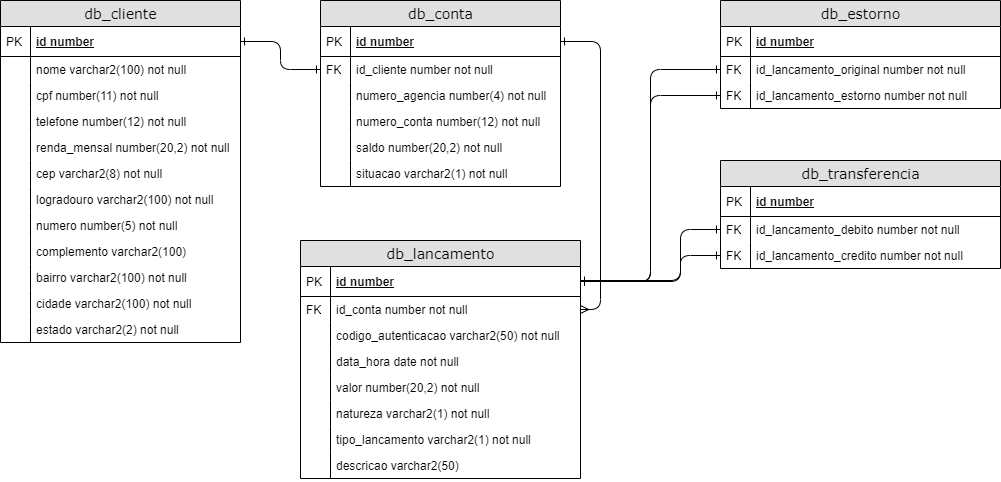 db_cliente
PK id number
nome varchar2(100) not null
cpf number(11) not null
telefone number(12) not null
renda_mensal number(20,2) not null
cep varchar2(8) not null
logradouro varchar2(100) not null
numero number(5) not null
complemento varchar2(100)
bairro varchar2(100) not null
cidade varchar2(100) not null
estado varchar2(2) not null
db_conta
PK id number
FK id_cliente number not null
numero_agencia number(4) not null
numero_conta number(12) not null
saldo number(20,2) not null
situacao varchar2(1) not null
db_lancamento
PK id number
FK id_conta number not null
codigo_autenticacao varchar2(50) not null
data_hora date not null
valor number(20,2) not null
natureza varchar2(1) not null
tipo_lancamento varchar2(1) not null
descricao varchar2(50)
db_estorno
PK id number
FK id_lancamento_original number not null
FK id_lancamento_estorno number not null
db_transferencia
PK id number
FK id_lancamento_debito number not null
FK id_lancamento_credito number not null